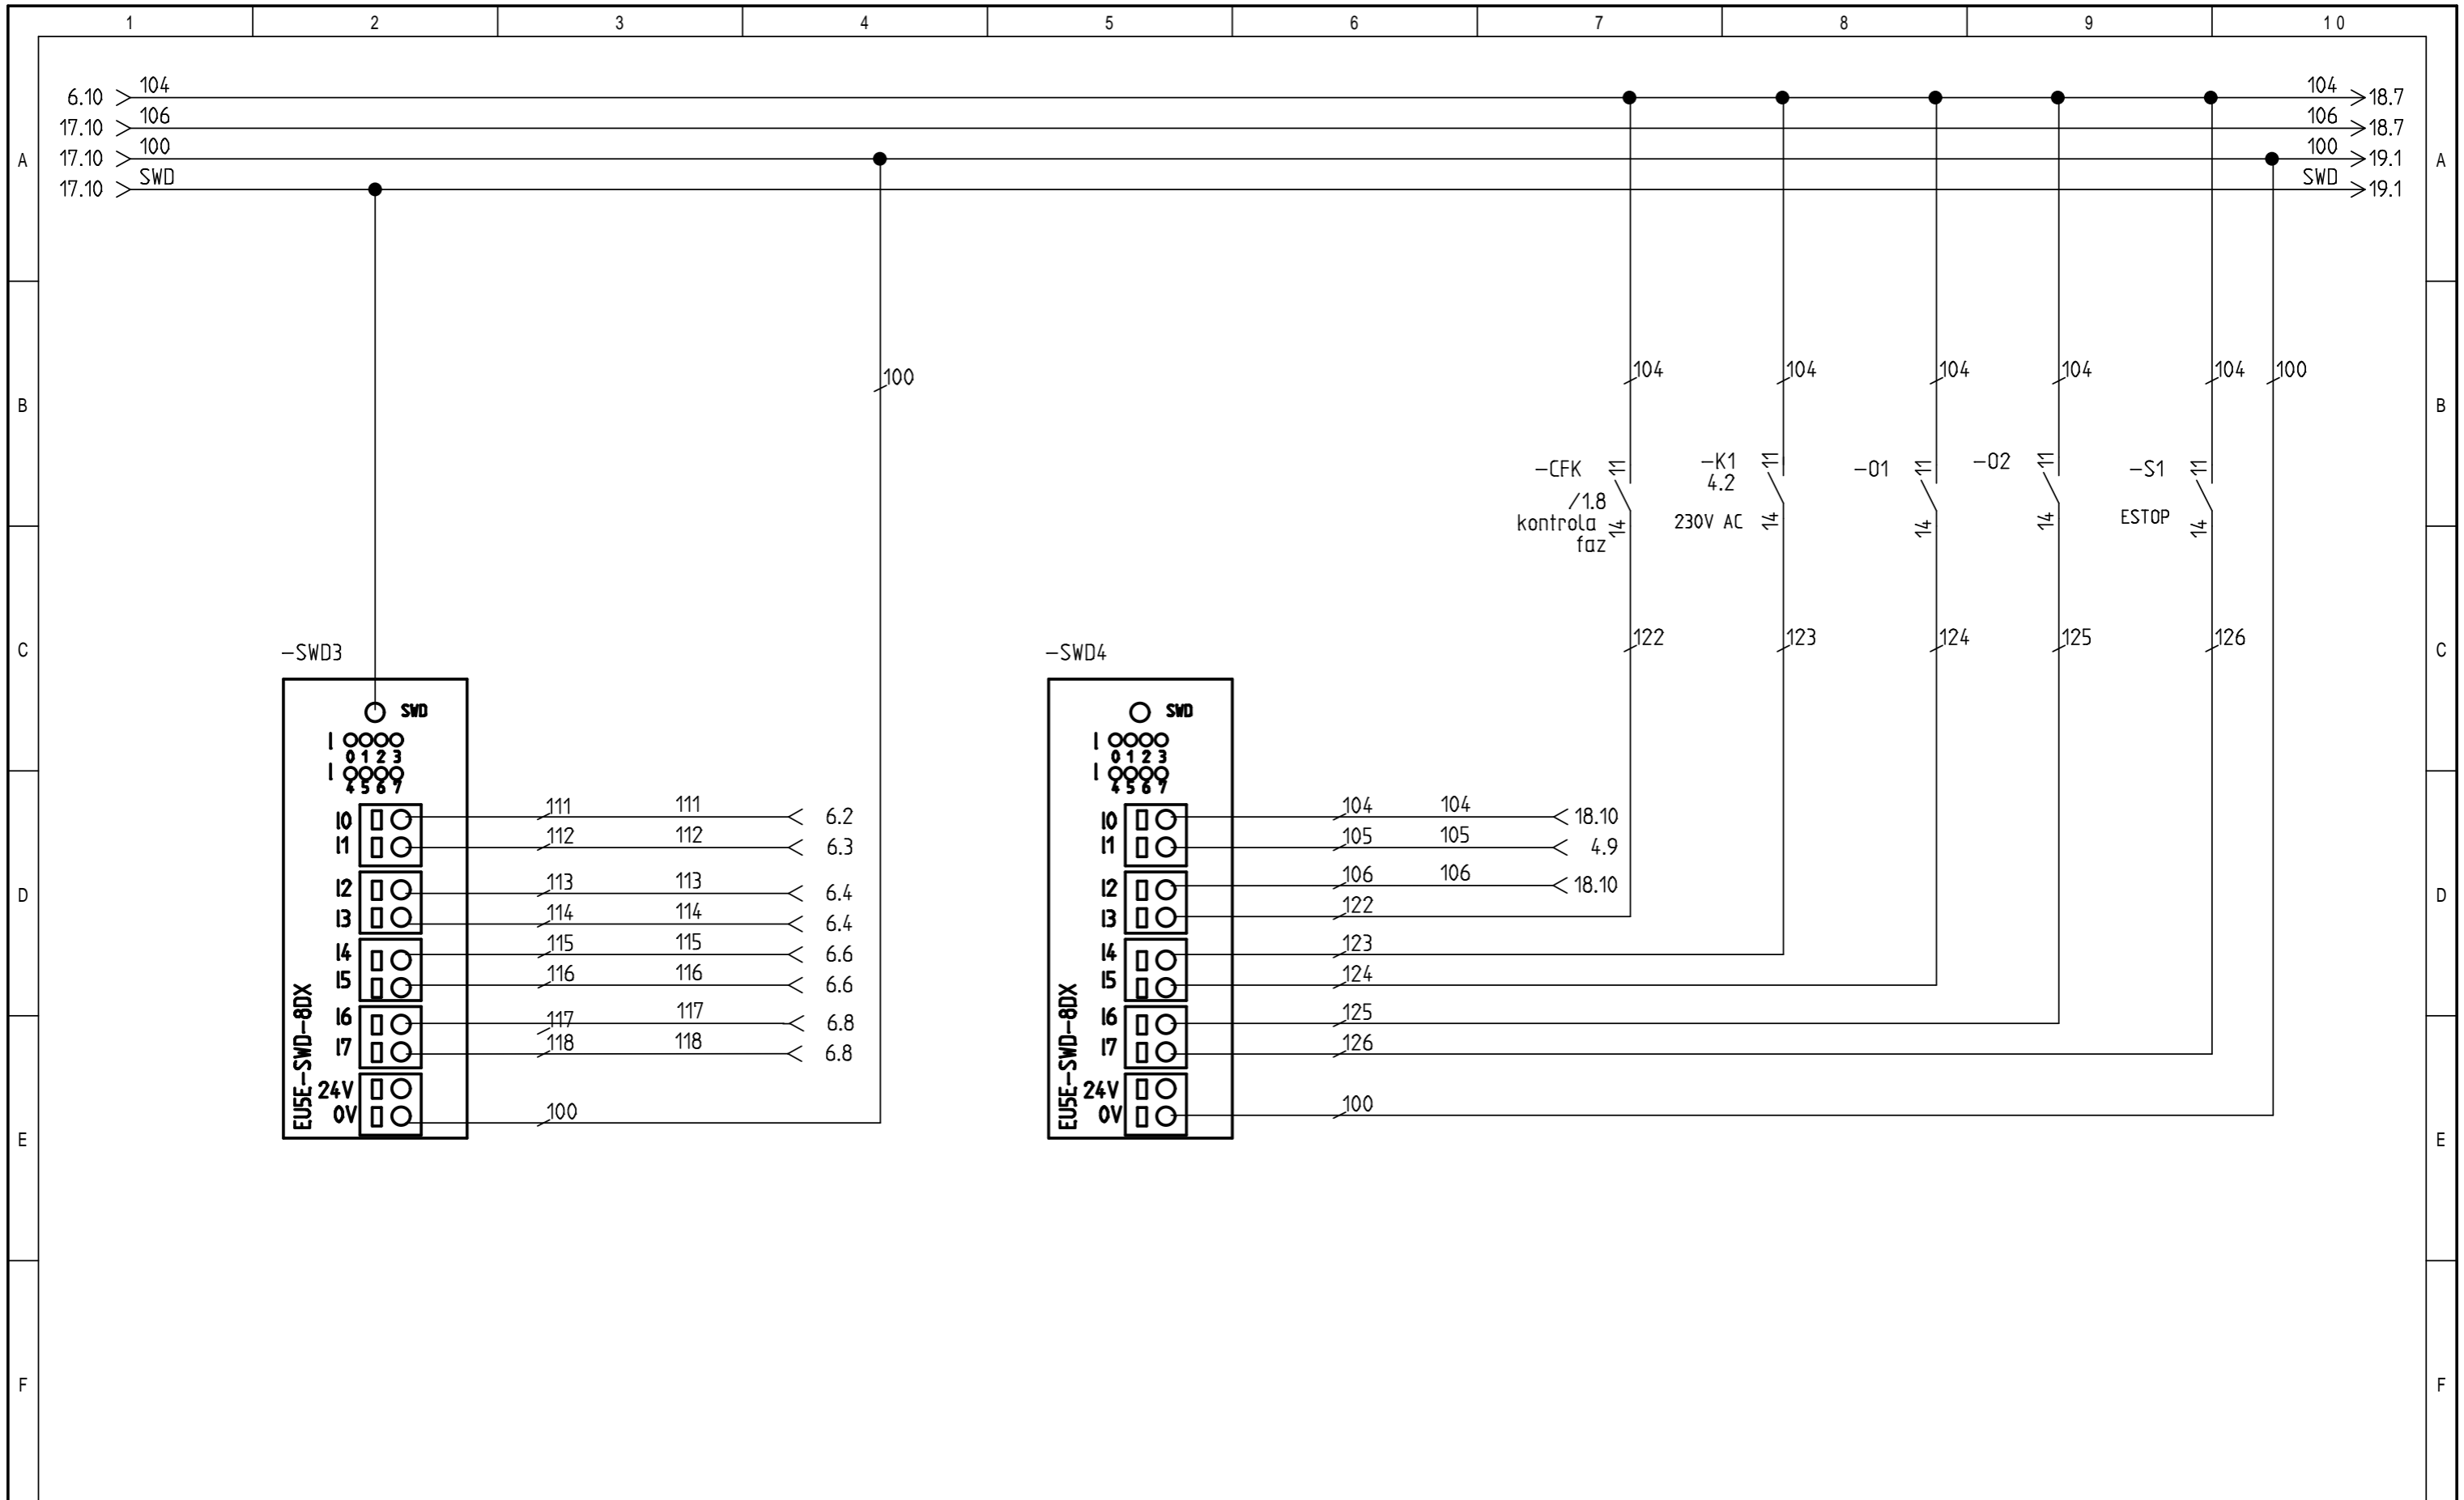 1 2 3 4 5 6 7 8 9 10
6.10 104 104 18.7
17.10 106 106 18.7
A 17.10 100 100 19.1 A
17.10 SWD SWD 19.1
100 104 104 104 104 104 100
B B
-CFK 11 -K1 11 -O1 11 -O2 11 -S1 11
/1.8 4.2
kontrola 14 230V AC 14 14 14 ESTOP 14
faz
C 122 123 124 125 126 C
-SWD3 -SWD4
SWD SWD
I I
0 1 2 3 0 1 2 3
I I
4 5 6 7 4 5 6 7
I0 111 111 6.2 I0 104 104 18.10
I1 112 112 6.3 I1 105 105 4.9
I2 113 113 6.4 I2 106 106 18.10
D D
I3 114 114 6.4 I3 122
I4 115 115 6.6 I4 123
I5 116 116 6.6 I5 124
I6 117 117 6.8 I6 125
I7 118 118 6.8 I7 126
24V 24V
0V 100 0V 100
EU5E-SWD-8DX EU5E-SWD-8DX
E E
F F